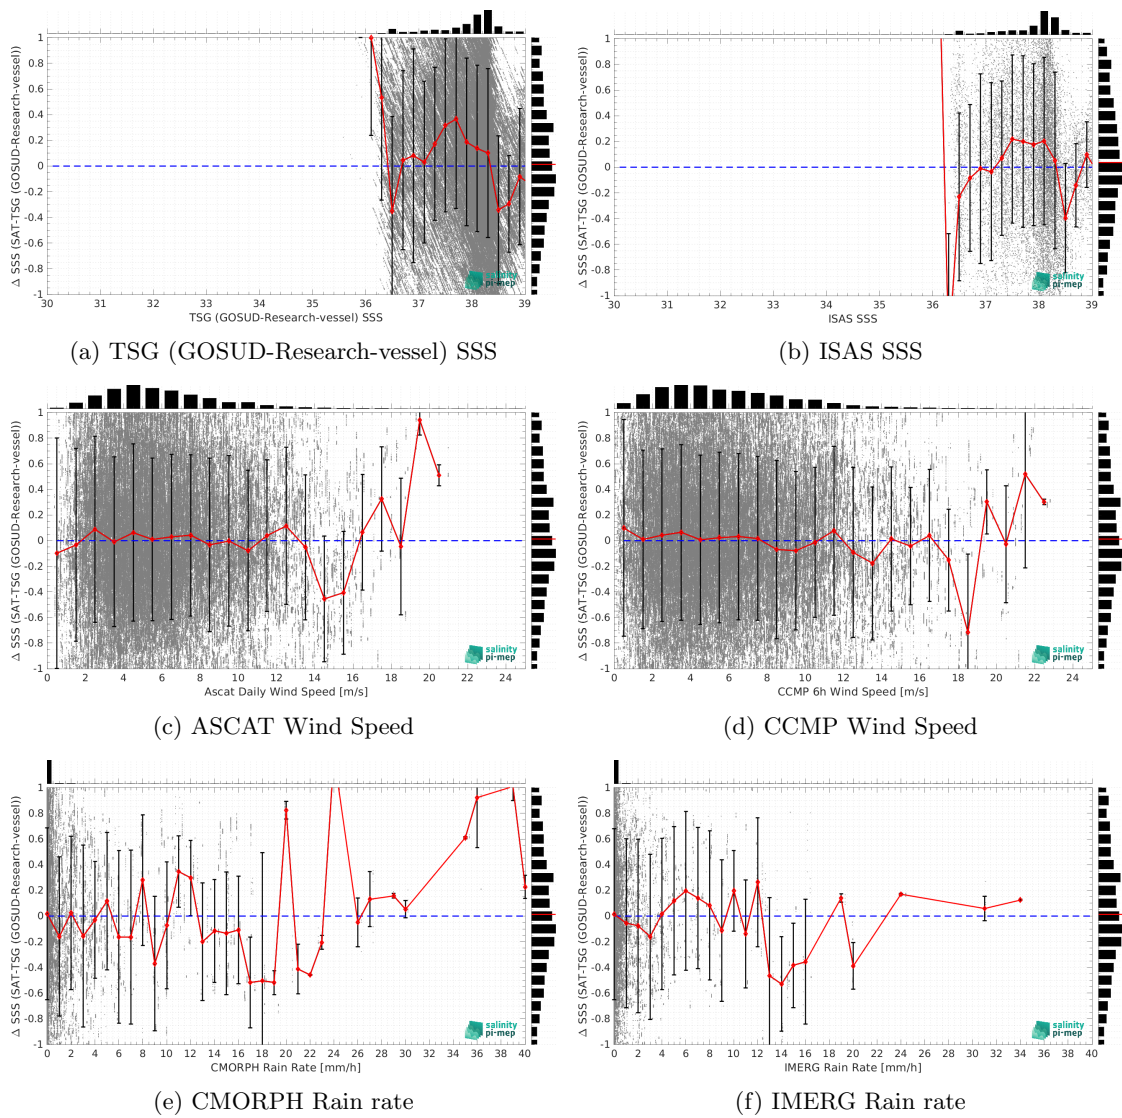 Δ SSS (SAT-TSG (GOSUD-Research-vessel))
1
0.8
0.6
0.4
0.2
0
-0.2
-0.4
-0.6
-0.8
-1
30 31 32 33 34 35 36 37 38 39
TSG (GOSUD-Research-vessel) SSS
salinity
pi-mep
(a) TSG (GOSUD-Research-vessel) SSS
Δ SSS (SAT-TSG (GOSUD-Research-vessel))
1
0.8
0.6
0.4
0.2
0
-0.2
-0.4
-0.6
-0.8
-1
30 31 32 33 34 35 36 37 38 39
ISAS SSS
salinity
pi-mep
(b) ISAS SSS
Δ SSS (SAT-TSG (GOSUD-Research-vessel))
1
0.8
0.6
0.4
0.2
0
-0.2
-0.4
-0.6
-0.8
-1
0 2 4 6 8 10 12 14 16 18 20 22 24
Ascat Daily Wind Speed [m/s]
salinity
pi-mep
(c) ASCAT Wind Speed
Δ SSS (SAT-TSG (GOSUD-Research-vessel))
1
0.8
0.6
0.4
0.2
0
-0.2
-0.4
-0.6
-0.8
-1
0 2 4 6 8 10 12 14 16 18 20 22 24
CCMP 6h Wind Speed [m/s]
salinity
pi-mep
(d) CCMP Wind Speed
Δ SSS (SAT-TSG (GOSUD-Research-vessel))
1
0.8
0.6
0.4
0.2
0
-0.2
-0.4
-0.6
-0.8
-1
0 2 4 6 8 10 12 14 16 18 20 22 24 26 28 30 32 34 36 38 40
CMORPH Rain Rate [mm/h]
salinity
pi-mep
(e) CMORPH Rain rate
Δ SSS (SAT-TSG (GOSUD-Research-vessel))
1
0.8
0.6
0.4
0.2
0
-0.2
-0.4
-0.6
-0.8
-1
0 2 4 6 8 10 12 14 16 18 20 22 24 26 28 30 32 34 36 38 40
IMERG Rain Rate [mm/h]
salinity
pi-mep
(f) IMERG Rain rate